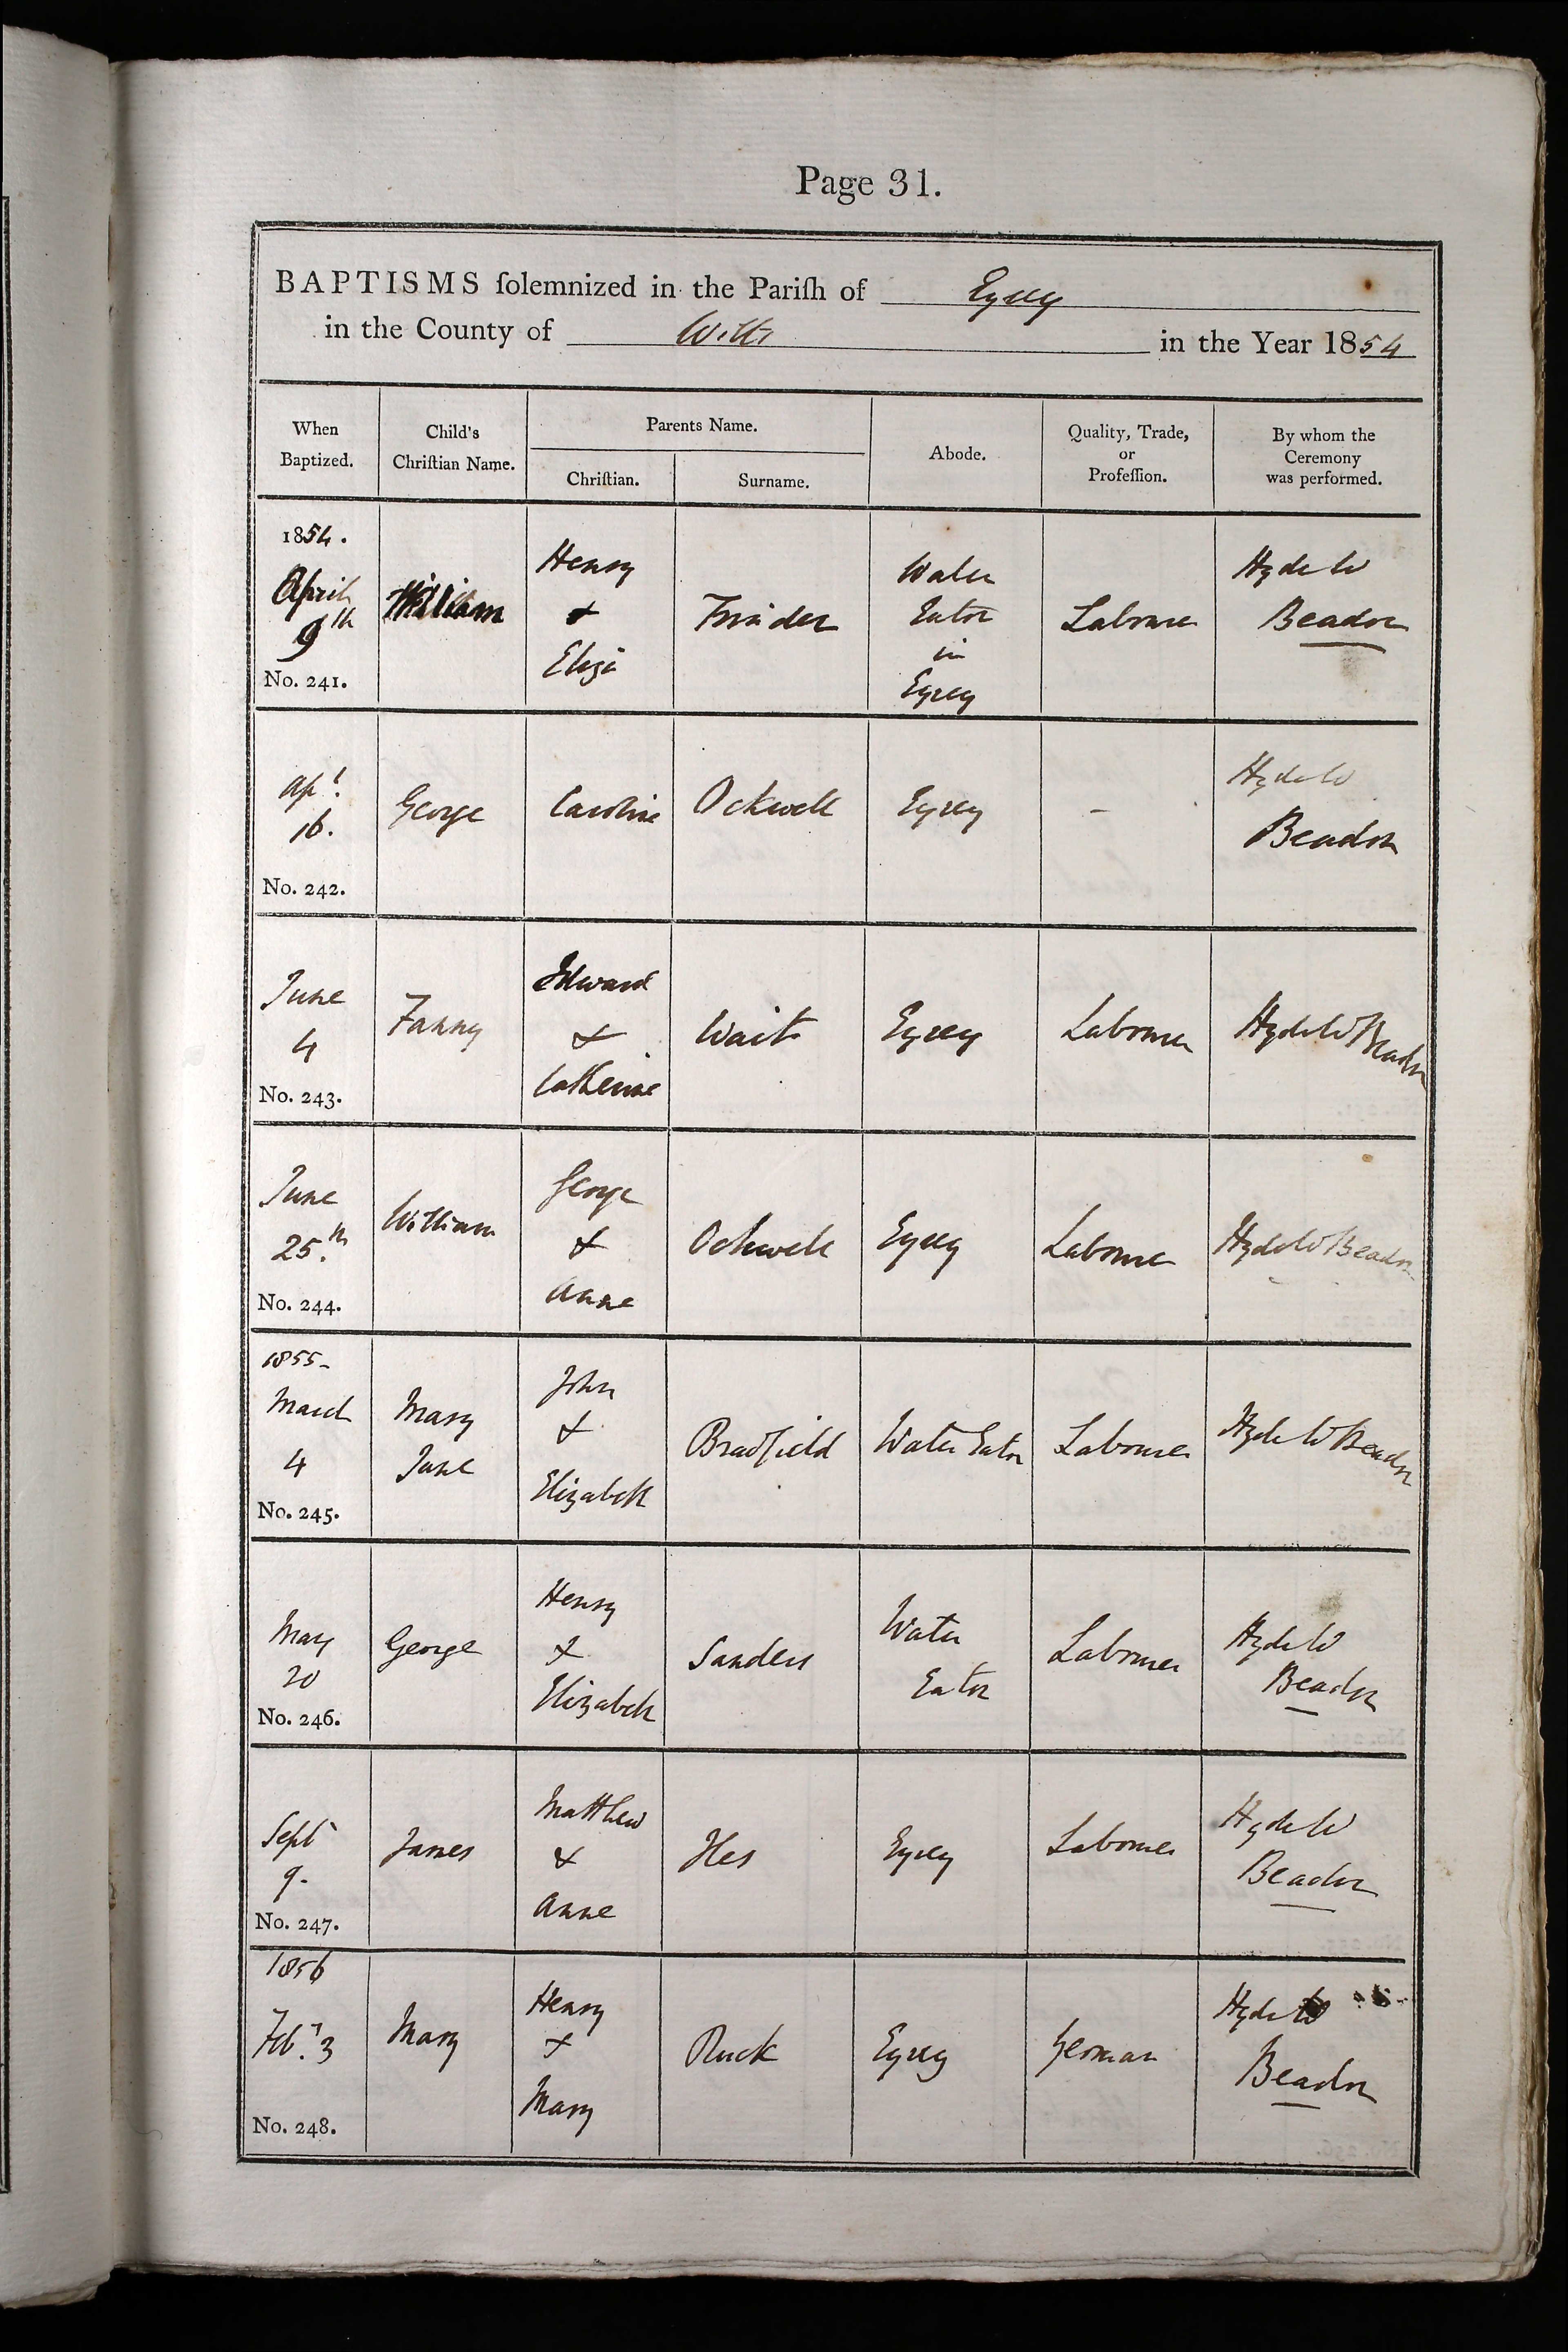 Page 31.
BAPTISMS ſolemnized in the Pariſh of Eysey
in the County of Wilts in the Year 1854
When Baptized. Child's Chriſtian Name. Parents Name. Chriſtian. Surname. Abode. Quality, Trade, or Profeſſion. By whom the Ceremony was performed.
1854.
April
9th
No. 241.
William
Henry
&
Eliza
Trinder
Water
Eaton
in
Eysey
Labourer
Hyde W
Beadon
Apl.
16.
No. 242.
George
Caroline
Ockwell
Eysey
-
Hyde W
Beadon
June
4
No. 243.
Fanny
Edward
&
Catherine
Wait
Eysey
Labourer
Hyde W Beadon
June
25.th
No. 244.
William
George
&
Anne
Ockwell
Eysey
Labourer
Hyde W Beadon
1855-
March
4
No. 245.
Mary
Jane
John
&
Elizabeth
Bradfield
Water Eaton
Labourer
Hyde W Beadon
May
20
No. 246.
George
Henry
&
Elizabeth
Sanders
Water
Eaton
Labourer
Hyde W
Beadon
Sept
9.
No. 247.
James
Matthew
&
Anne
Iles
Eysey
Labourer
Hyde W
Beadon
1856
Feb.y 3
No. 248.
Mary
Henry
&
Mary
Ruck
Eysey
Yeoman
Hyde W
Beadon